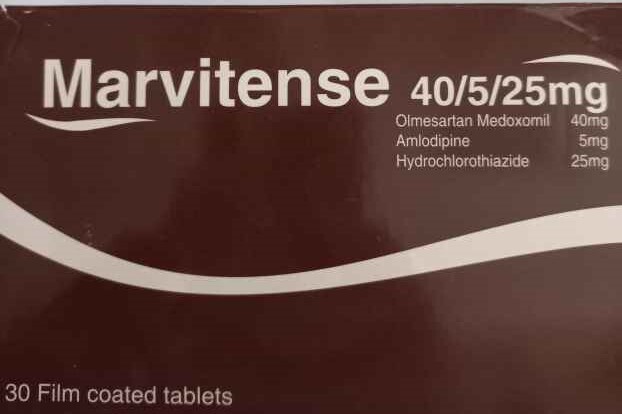 Marvitense 40/5/25mg
Olmesartan Medoxomil 40mg
Amlodipine 5mg
Hydrochlorothiazide 25mg
30 Film coated tablets